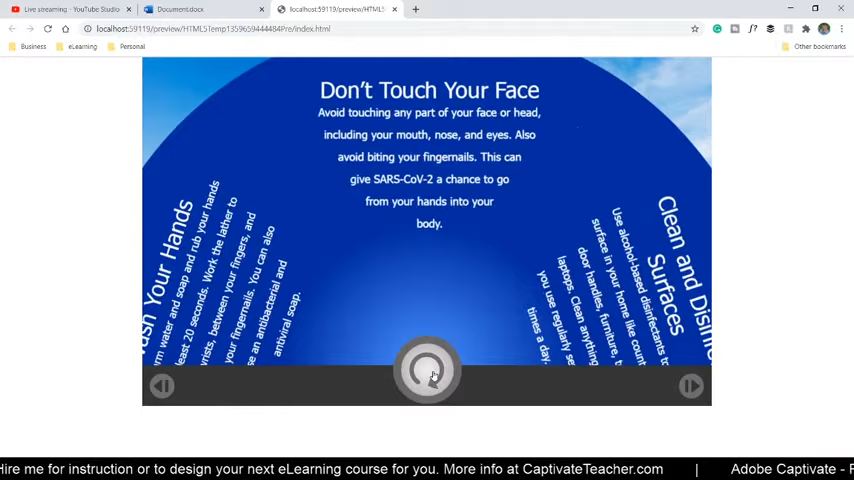 Live streaming - YouTube Studio
Document.docx
localhost:59119/preview/HTML5
localhost:59119/preview/HTML5Temp1359659444484Pre/index.html
Business
eLearning
Personal
Other bookmarks
Don't Touch Your Face
Avoid touching any part of your face or head,
including your mouth, nose, and eyes. Also
avoid biting your fingernails. This can
give SARS-CoV-2 a chance to go
from your hands into your
body.
Your Hands
water and soap and rub your hands
least 20 seconds. Work the lather to
between your fingers, and
your fingernails. You can also
an antibacterial and
antiviral soap.
Clean and
Surfaces
Use alcohol-based disinfectants
surface in your home like
door handles, furniture,
laptops. Clean anything
you use regularly
times a day.
Hire me for instruction or to design your next eLearning course for you. More info at CaptivateTeacher.com | Adobe Captivate -